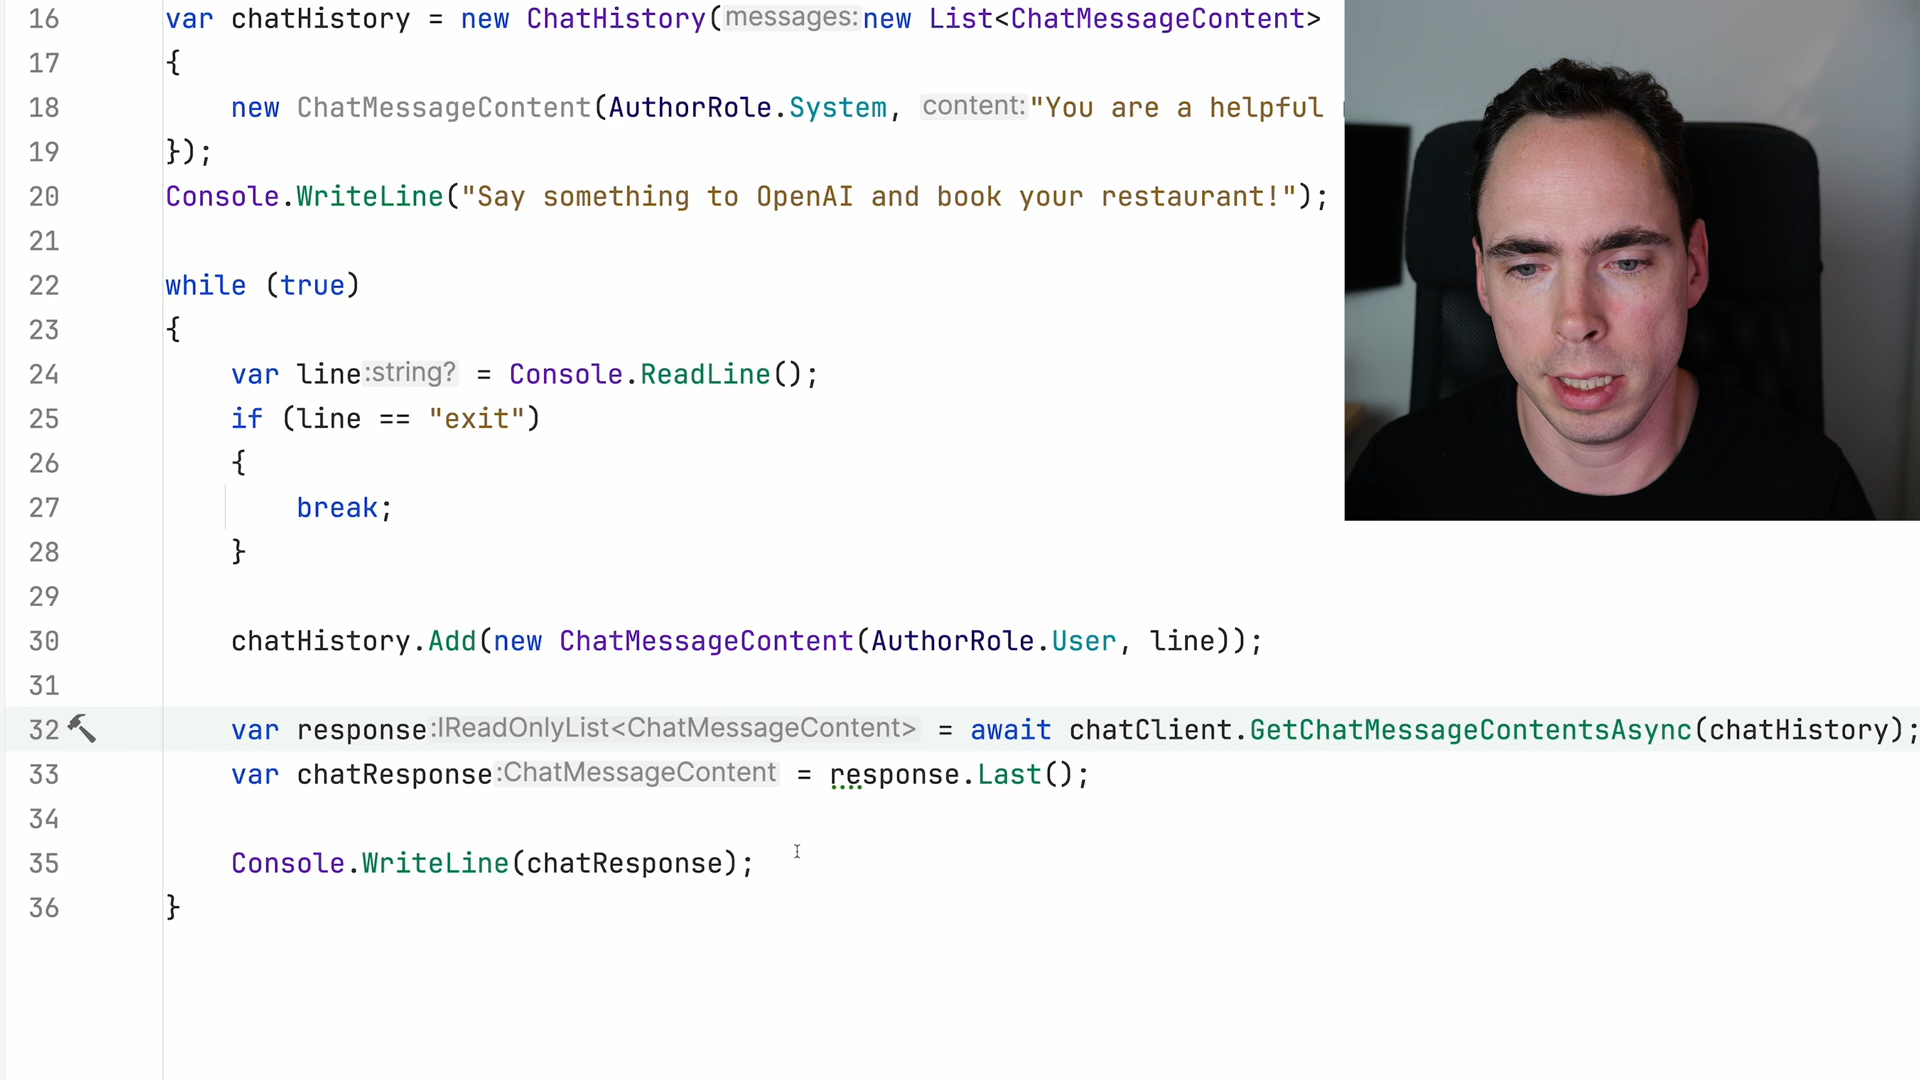 16 var chatHistory = new ChatHistory(messages:new List<ChatMessageContent>
17 {
18 new ChatMessageContent(AuthorRole.System, content:"You are a helpful
19 });
20 Console.WriteLine("Say something to OpenAI and book your restaurant!");
21
22 while (true)
23 {
24 var line:string? = Console.ReadLine();
25 if (line == "exit")
26 {
27 break;
28 }
29
30 chatHistory.Add(new ChatMessageContent(AuthorRole.User, line));
31
32 var response:IReadOnlyList<ChatMessageContent> = await chatClient.GetChatMessageContentsAsync(chatHistory);
33 var chatResponse:ChatMessageContent = response.Last();
34
35 Console.WriteLine(chatResponse);
36 }